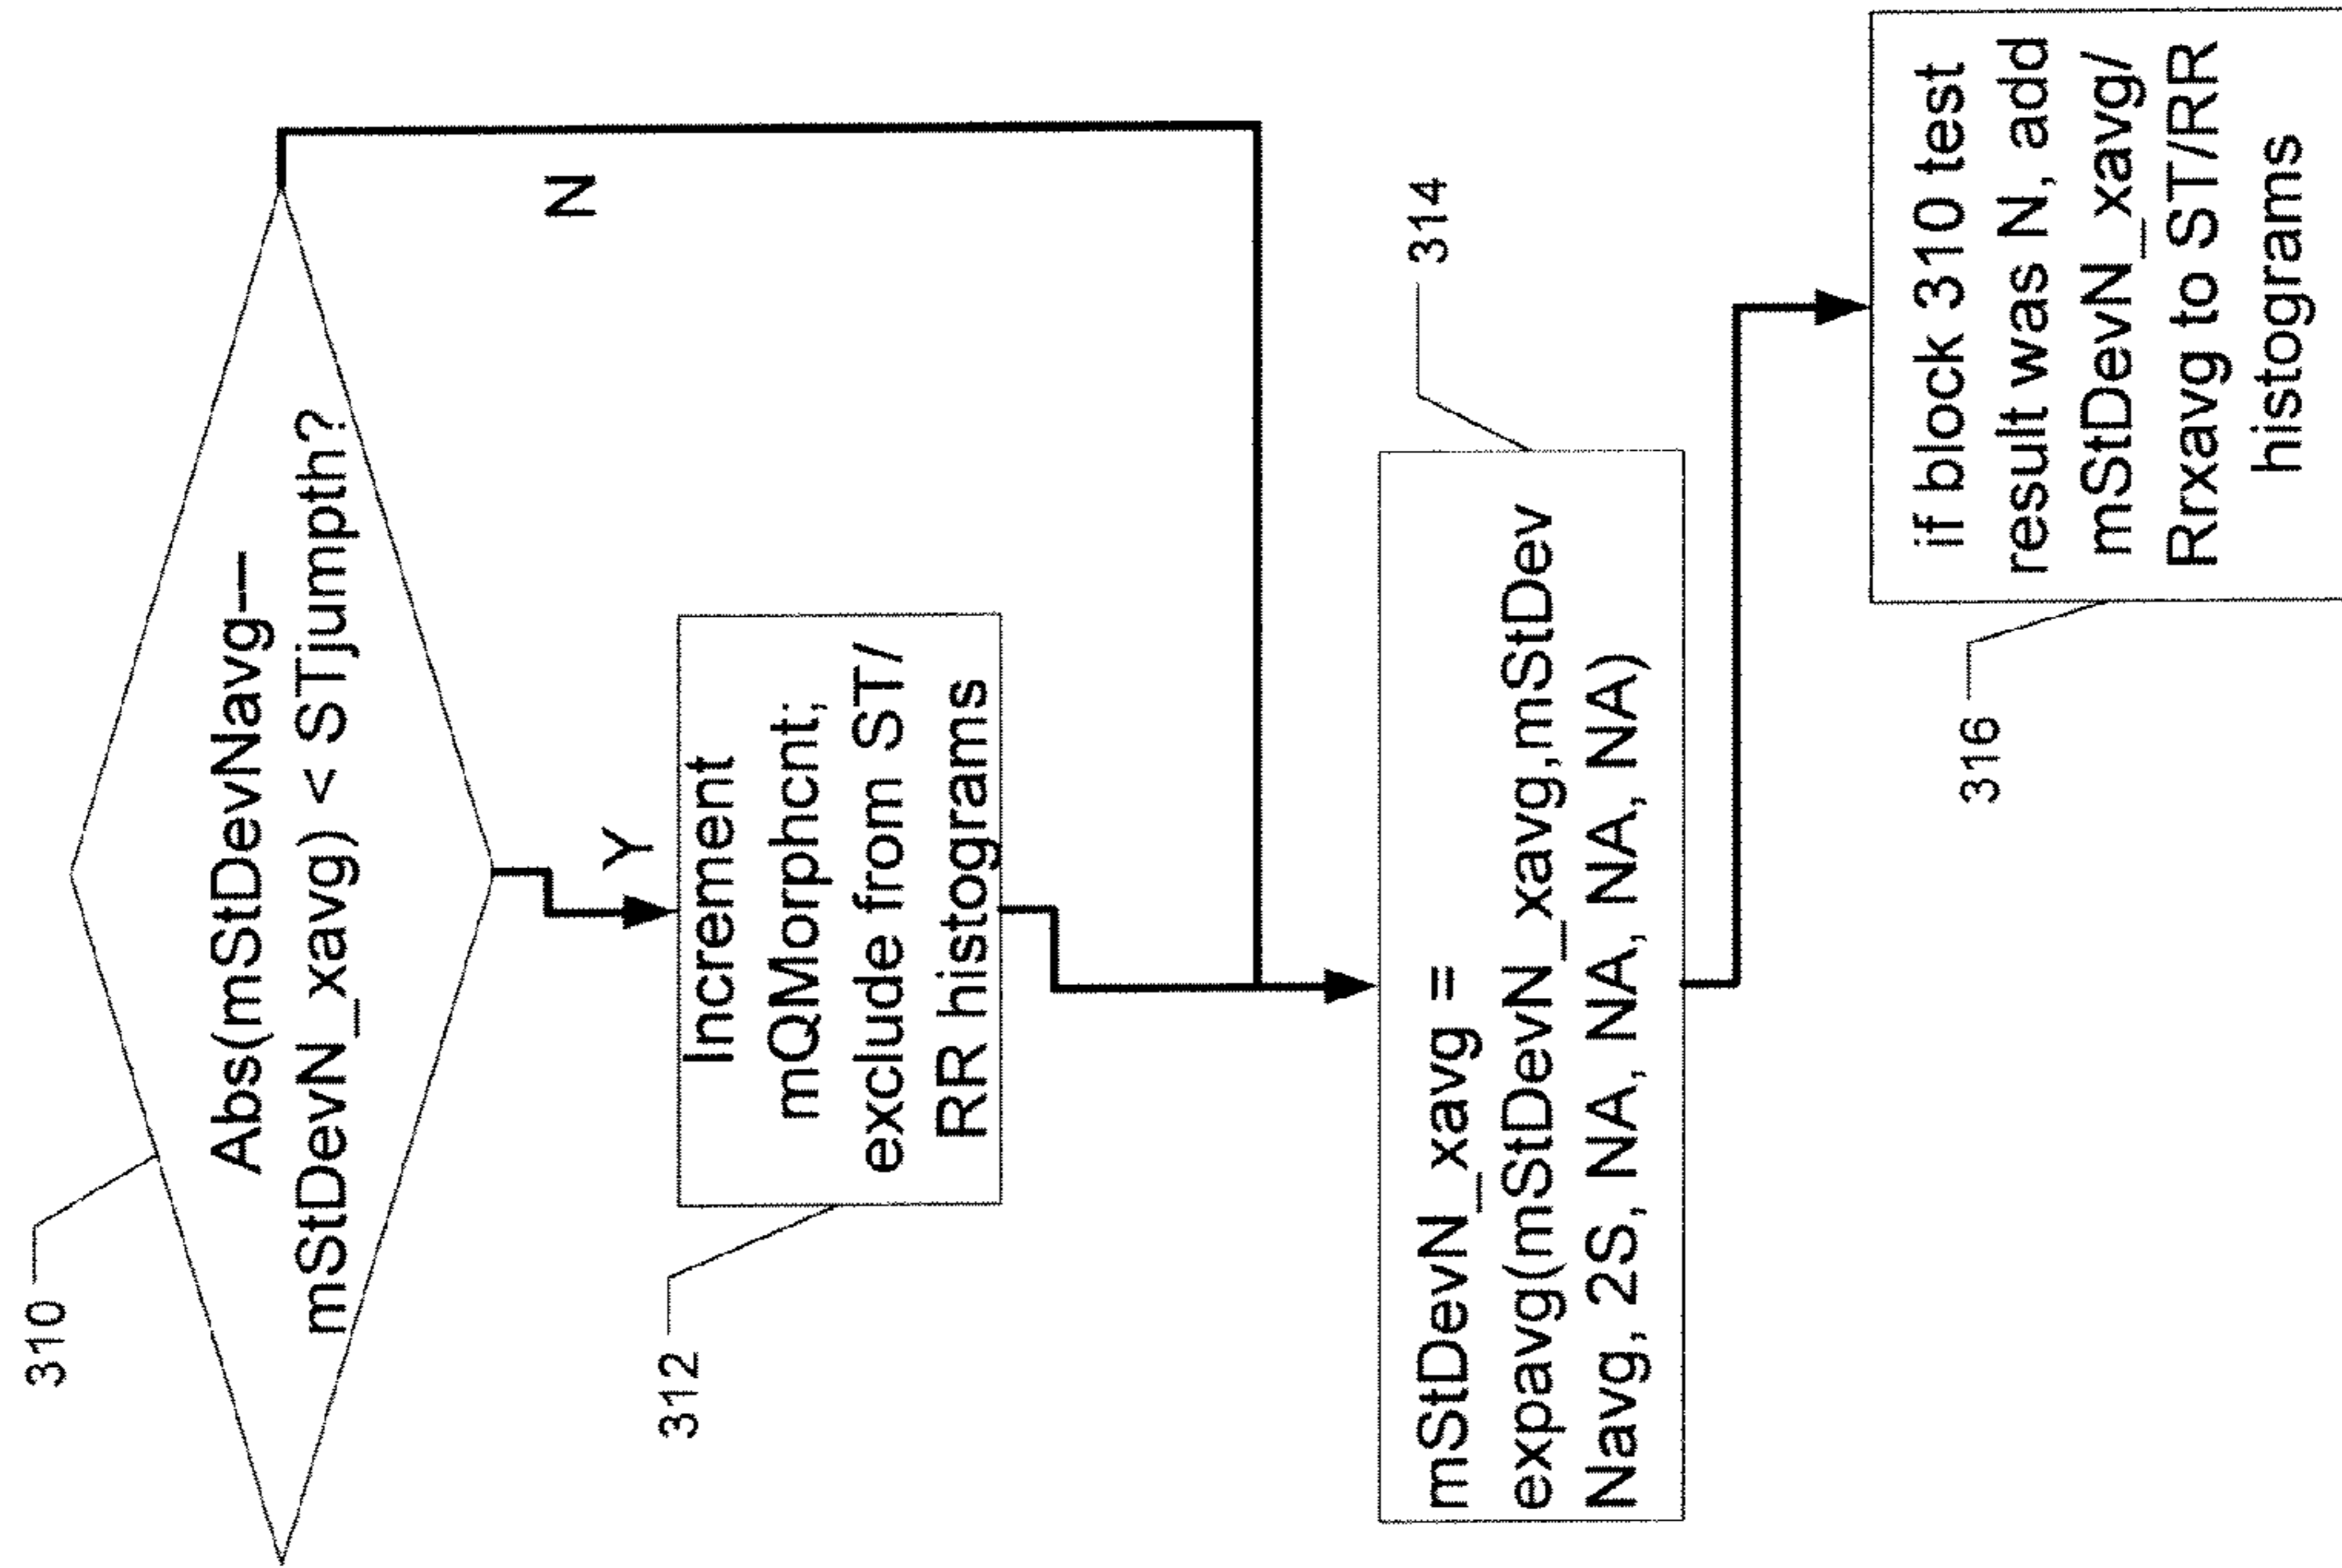 310
Abs(mStDevNavg—
mStDevN_xavg) < STjumpth?
N
Y
312
Increment
mQMorphcnt;
exclude from ST/
RR histograms
314
mStDevN_xavg =
expavg(mStDevN_xavg,mStDev
Navg, 2S, NA, NA, NA, NA)
316
if block 310 test
result was N, add
mStDevN_xavg/
Rrxavg to ST/RR
histograms